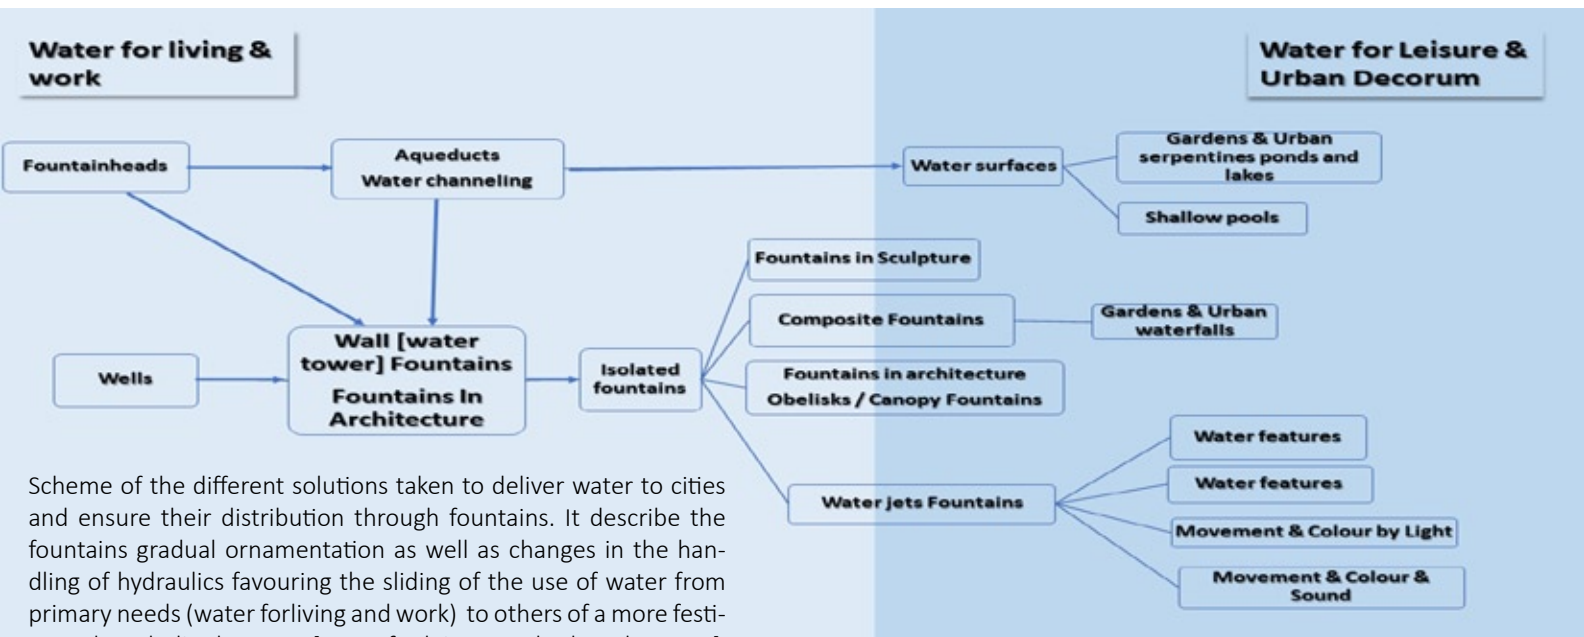 Water for living &
work
Water for Leisure &
Urban Decorum
Fountainheads
Aqueducts
Water channeling
Water surfaces
Gardens & Urban
serpentines ponds and
lakes
Shallow pools
Fountains in Sculpture
Composite Fountains
Gardens & Urban
waterfalls
Wells
Wall [water
tower] Fountains
Fountains In
Architecture
Isolated
fountains
Fountains in architecture
Obelisks / Canopy Fountains
Water features
Water features
Water jets Fountains
Movement & Colour by Light
Movement & Colour &
Sound
Scheme of the different solutions taken to deliver water to cities
and ensure their distribution through fountains. It describe the
fountains gradual ornamentation as well as changes in the han-
dling of hydraulics favouring the sliding of the use of water from
primary needs (water forliving and work) to others of a more festi-